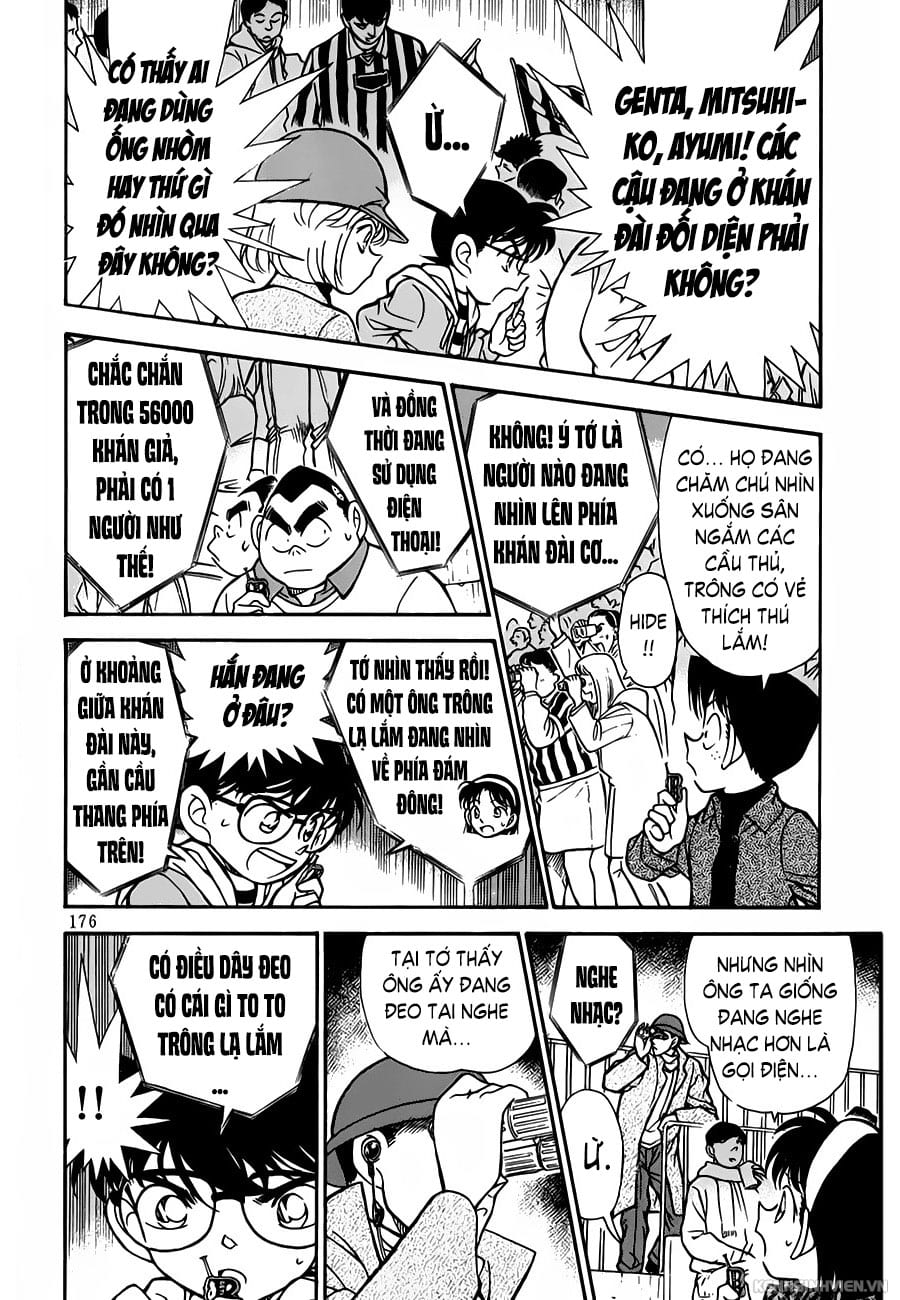 GENTA, MITSUHI-
KO, AYUMI! CÁC
CẬU ĐANG Ở KHÁN
ĐÀI ĐỐI DIỆN PHẢI
KHÔNG?
Ừ...
CÓ THẤY AI
ĐANG DÙNG
ỐNG NHÒM
HAY THỨ GÌ
ĐÓ NHÌN QUA
ĐÂY KHÔNG?
CÓ... HỌ ĐANG
CHĂM CHÚ NHÌN
XUỐNG SÂN
NGẮM CÁC
CẦU THỦ,
TRÔNG CÓ VẺ
THÍCH THÚ
LẮM!
HIDE
!!
KHÔNG! Ý TỚ LÀ
NGƯỜI NÀO ĐANG
NHÌN LÊN PHÍA
KHÁN ĐÀI CƠ...
VÀ ĐỒNG
THỜI ĐANG
SỬ DỤNG
ĐIỆN
THOẠI!
CHẮC CHẮN
TRONG 56000
KHÁN GIẢ,
PHẢI CÓ 1
NGƯỜI NHƯ
THẾ!
TỚ NHÌN THẤY RỒI!
CÓ MỘT ÔNG TRÔNG
LẠ LẮM ĐANG NHÌN
VỀ PHÍA ĐÁM
ĐÔNG!
HẮN ĐANG
Ở ĐÂU?
Ở KHOẢNG
GIỮA KHÁN
ĐÀI NÀY,
GẦN CẦU
THANG PHÍA
TRÊN!
176
NHƯNG NHÌN
ÔNG TA GIỐNG
ĐANG NGHE
NHẠC HƠN LÀ
GỌI ĐIỆN...
NGHE
NHẠC?
Ừ.
TẠI TỚ THẤY
ÔNG ẤY ĐANG
ĐEO TAI NGHE
MÀ...
CÓ ĐIỀU DÂY ĐEO
CÓ CÁI GÌ TO TO
TRÔNG LẠ LẮM
...
!!
KENHSINHVIEN.VN